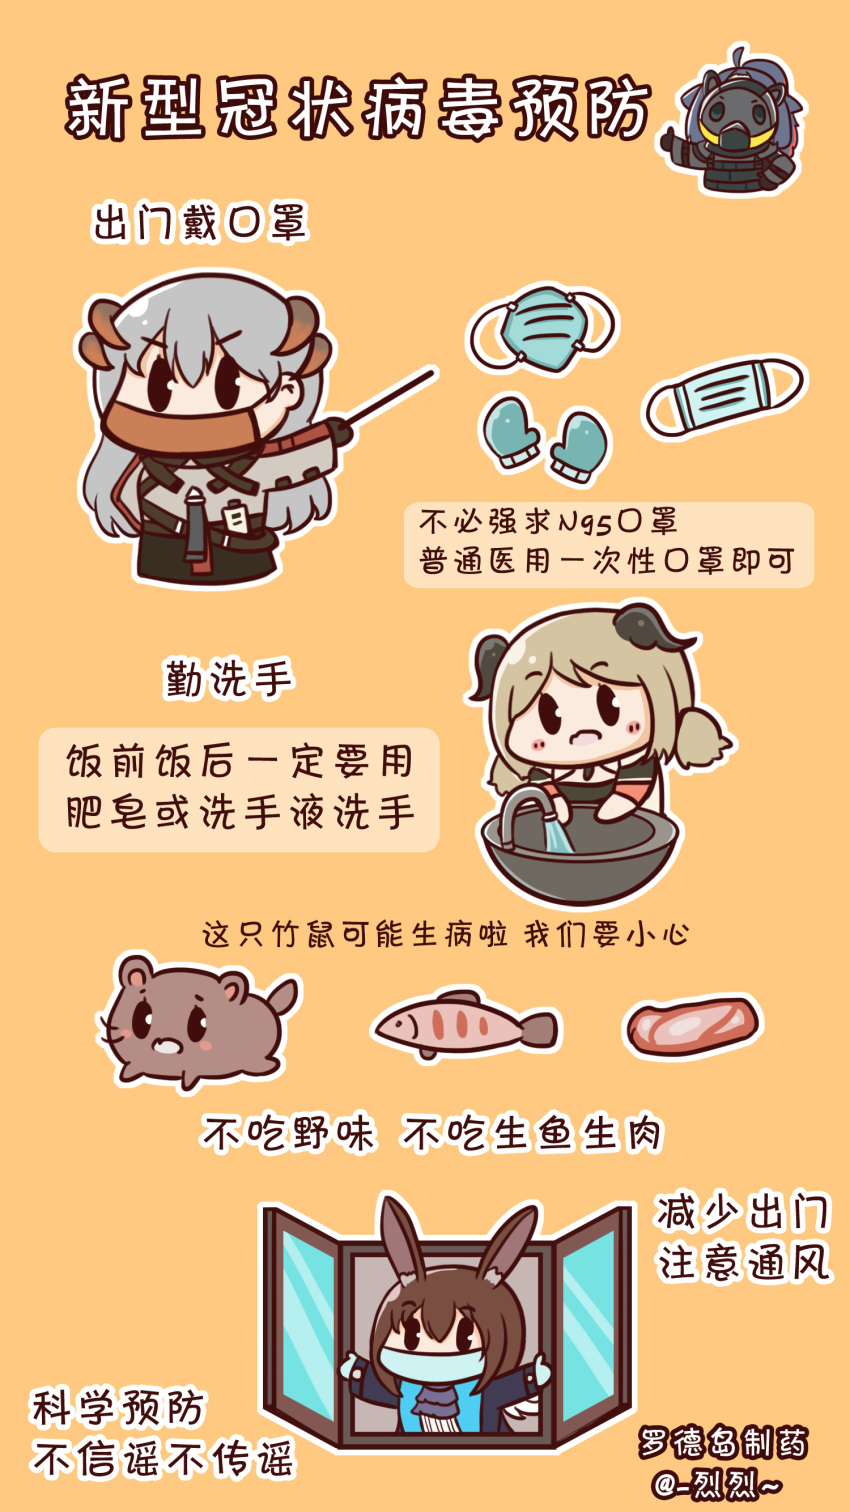 新型冠状病毒预防
出门戴口罩
不必强求N95口罩
普通医用一次性口罩即可
勤洗手
饭前饭后一定要用
肥皂或洗手液洗手
这只竹鼠可能生病啦 我们要小心
不吃野味 不吃生鱼生肉
减少出门
注意通风
科学预防
不信谣不传谣
罗德岛制药
@-烈烈~